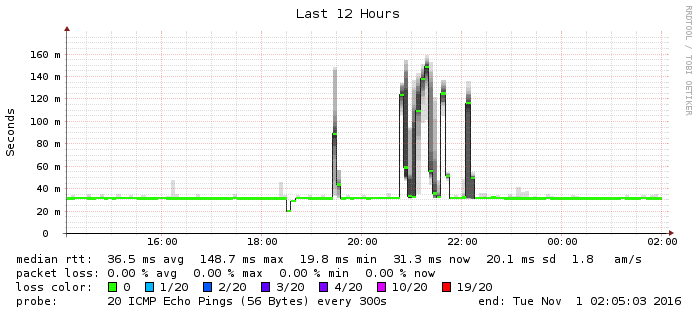 Last 12 Hours
RRDTOOL / TOBI OETIKER
Seconds
160 m
140 m
120 m
100 m
80 m
60 m
40 m
20 m
0
16:00 18:00 20:00 22:00 00:00 02:00
median rtt: 36.5 ms avg 148.7 ms max 19.8 ms min 31.3 ms now 20.1 ms sd 1.8 am/s
packet loss: 0.00 % avg 0.00 % max 0.00 % min 0.00 % now
loss color: 0 1/20 2/20 3/20 4/20 10/20 19/20
probe: 20 ICMP Echo Pings (56 Bytes) every 300s end: Tue Nov 1 02:05:03 2016